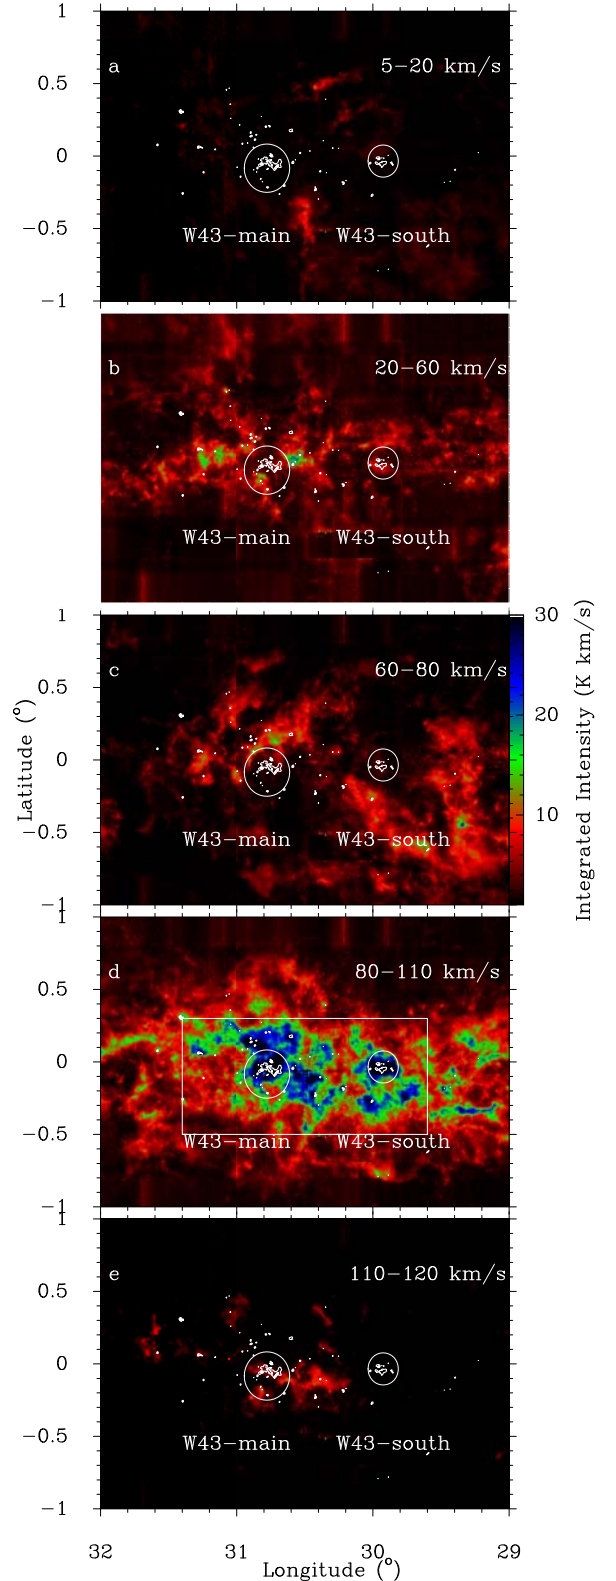 a
5−20 km/s
0.5
0
−0.5
−1
W43−main
W43−south
b
20−60 km/s
W43−main
W43−south
1
0.5
0
−0.5
−1
c
60−80 km/s
W43−main
W43−south
Latitude (°)
30
20
10
Integrated Intensity (K km/s)
1
0.5
0
−0.5
−1
d
80−110 km/s
W43−main
W43−south
1
0.5
0
−0.5
−1
e
110−120 km/s
W43−main
W43−south
32
31
30
29
Longitude (°)